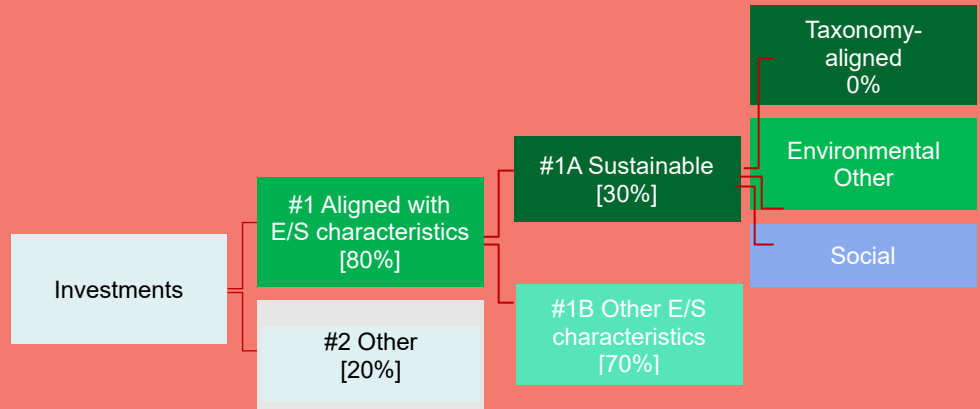 Investments
#1 Aligned with
E/S characteristics
[80%]
#2 Other
[20%]
#1A Sustainable
[30%]
#1B Other E/S
characteristics
[70%]
Taxonomy-
aligned
0%
Environmental
Other
Social